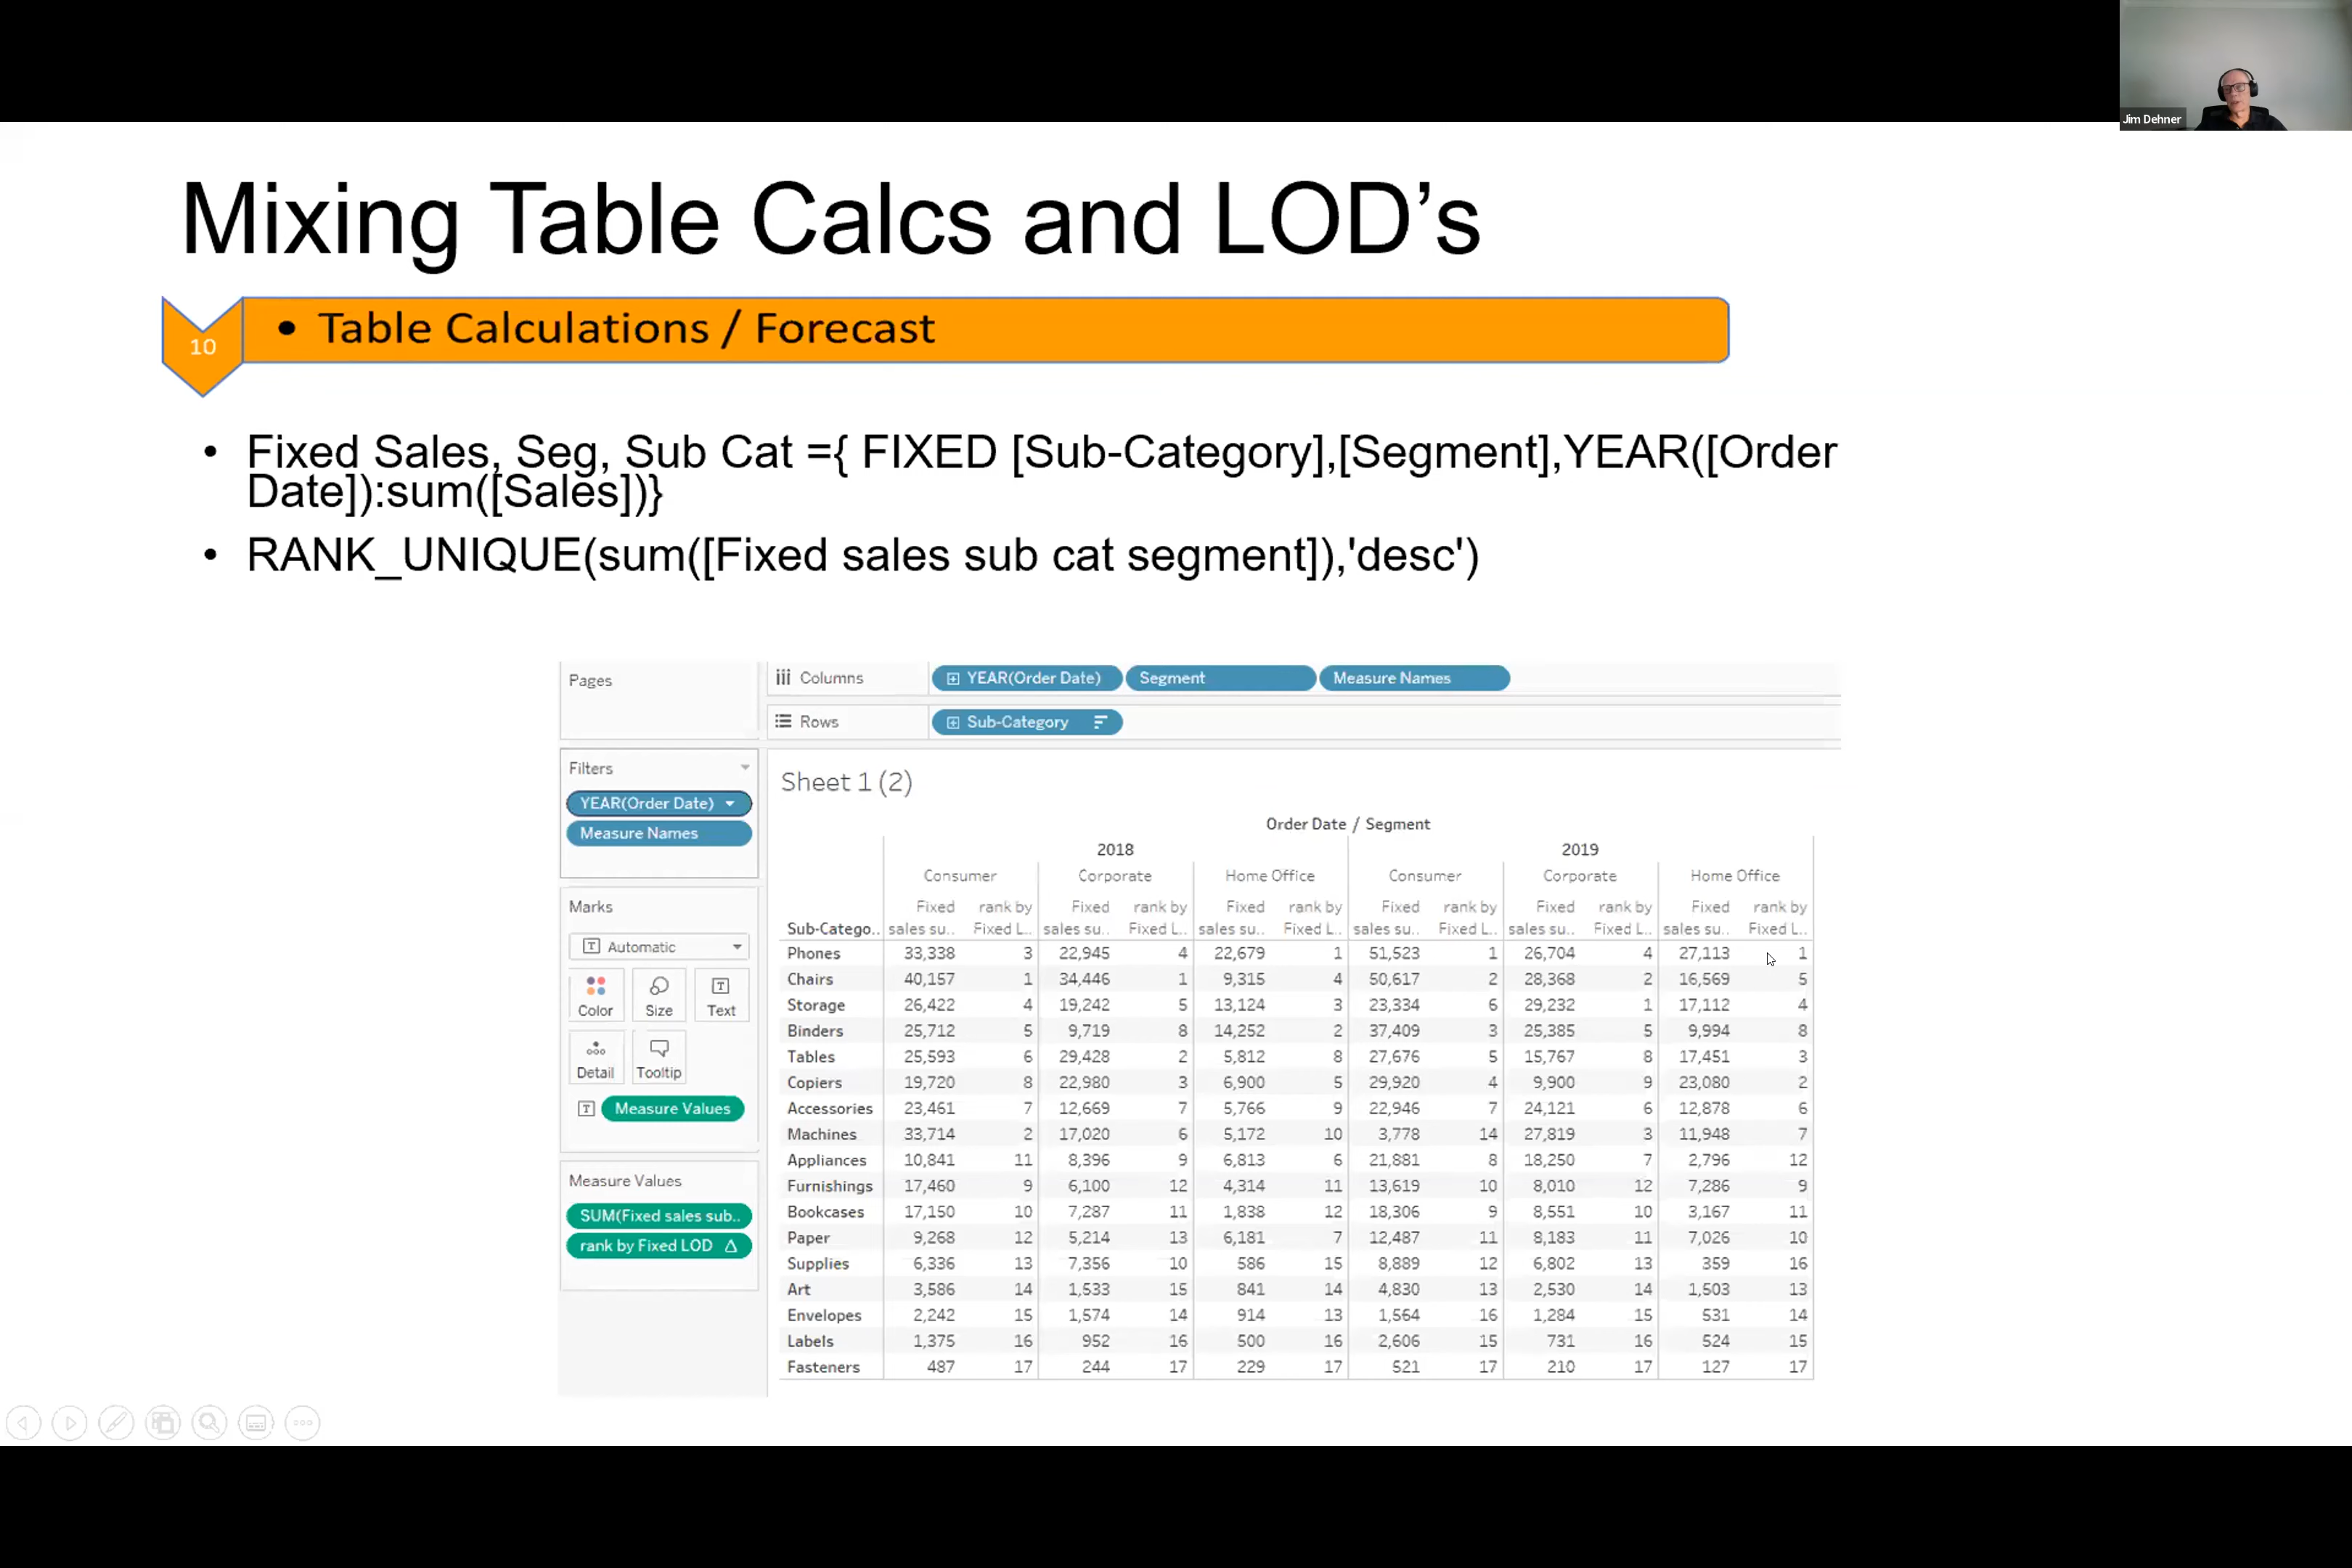 Jim Dehner
Mixing Table Calcs and LOD’s
10
• Table Calculations / Forecast
• Fixed Sales, Seg, Sub Cat ={ FIXED [Sub-Category],[Segment],YEAR([Order
Date]):sum([Sales])}
• RANK_UNIQUE(sum([Fixed sales sub cat segment]),'desc')
Pages
Columns YEAR(Order Date) Segment Measure Names
Rows Sub-Category
Filters
YEAR(Order Date)
Measure Names
Marks
Automatic
Color Size Text
Detail Tooltip
Measure Values
Measure Values
SUM(Fixed sales sub..
rank by Fixed LOD
Sheet 1 (2)
Order Date / Segment
2018 2019
Consumer Corporate Home Office Consumer Corporate Home Office
Fixed rank by Fixed rank by Fixed rank by Fixed rank by Fixed rank by Fixed rank by
Sub-Catego.. sales su.. Fixed L.. sales su.. Fixed L.. sales su.. Fixed L.. sales su.. Fixed L.. sales su.. Fixed L.. sales su.. Fixed L..
Phones 33,338 3 22,945 4 22,679 1 51,523 1 26,704 4 27,113 1
Chairs 40,157 1 34,446 1 9,315 4 50,617 2 28,368 2 16,569 5
Storage 26,422 4 19,242 5 13,124 3 23,334 6 29,232 1 17,112 4
Binders 25,712 5 9,719 8 14,252 2 37,409 3 25,385 5 9,994 8
Tables 25,593 6 29,428 2 5,812 8 27,676 5 15,767 8 17,451 3
Copiers 19,720 8 22,980 3 6,900 5 29,920 4 9,900 9 23,080 2
Accessories 23,461 7 12,669 7 5,766 9 22,946 7 24,121 6 12,878 6
Machines 33,714 2 17,020 6 5,172 10 3,778 14 27,819 3 11,948 7
Appliances 10,841 11 8,396 9 6,813 6 21,881 8 18,250 7 2,796 12
Furnishings 17,460 9 6,100 12 4,314 11 13,619 10 8,010 12 7,286 9
Bookcases 17,150 10 7,287 11 1,838 12 18,306 9 8,551 10 3,167 11
Paper 9,268 12 5,214 13 6,181 7 12,487 11 8,183 11 7,026 10
Supplies 6,336 13 7,356 10 586 15 8,889 12 6,802 13 359 16
Art 3,586 14 1,533 15 841 14 4,830 13 2,530 14 1,503 13
Envelopes 2,242 15 1,574 14 914 13 1,564 16 1,284 15 531 14
Labels 1,375 16 952 16 500 16 2,606 15 731 16 524 15
Fasteners 487 17 244 17 229 17 521 17 210 17 127 17